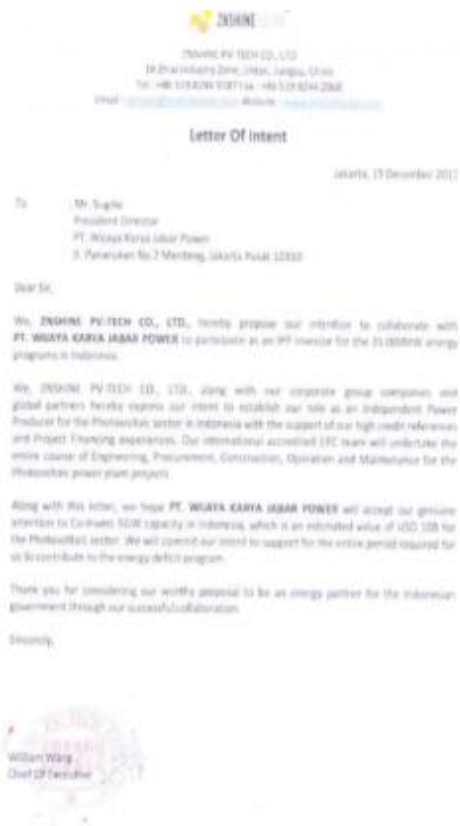 ZNSHINE
ZNSHINE PV-TECH CO., LTD
Letter Of Intent
Jakarta, 15 December 2017
To
Mr. Sugito
President Director
PT. Wijaya Karya Jabar Power
Jl. Panarukan No.7 Menteng, Jakarta Pusat
Dear Sir,
We, ZNSHINE PV-TECH CO., LTD., hereby propose our intention to collaborate with
PT. WIJAYA KARYA JABAR POWER to participate as an IPP investor for the 35.000MW energy
programs in Indonesia.
We, ZNSHINE PV-TECH CO., LTD., along with our corporate group companies and
global partners hereby express our intent to establish our role as an Independent Power
Producer for the Photovoltaic sector in Indonesia with the support of our high credit references
and Project Financing experiences. Our international accredited EPC team will undertake the
entire course of Engineering, Procurement, Construction, Operation and Maintenance for the
Photovoltaic power plant projects.
Along with this letter, we hope PT. WIJAYA KARYA JABAR POWER will accept our genuine
intention to Co-Invest 5GW capacity in Indonesia, which is an estimated value of USD 10B for
the Photovoltaic sector. We will commit our intent to support for the entire period required for
us to contribute to the energy deficit program.
Thank you for considering our worthy proposal to be an energy partner for the Indonesian
government through our successful collaboration.
Sincerely,
William Wang
Chief Of Executive